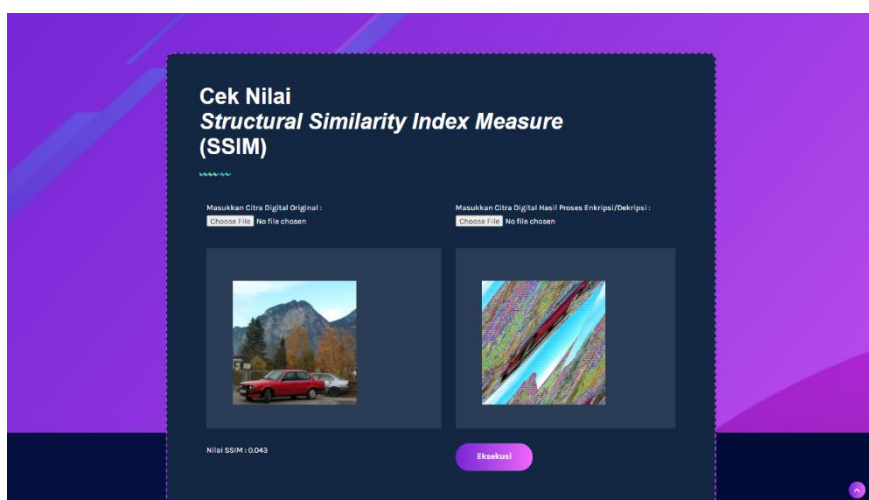 Cek Nilai
Structural Similarity Index Measure
(SSIM)
Masukkan Citra Digital Original :
Choose File No file chosen
Masukkan Citra Digital Hasil Proses Enkripsi/Dekripsi :
Choose File No file chosen
Nilai SSIM : 0.043
Eksekusi